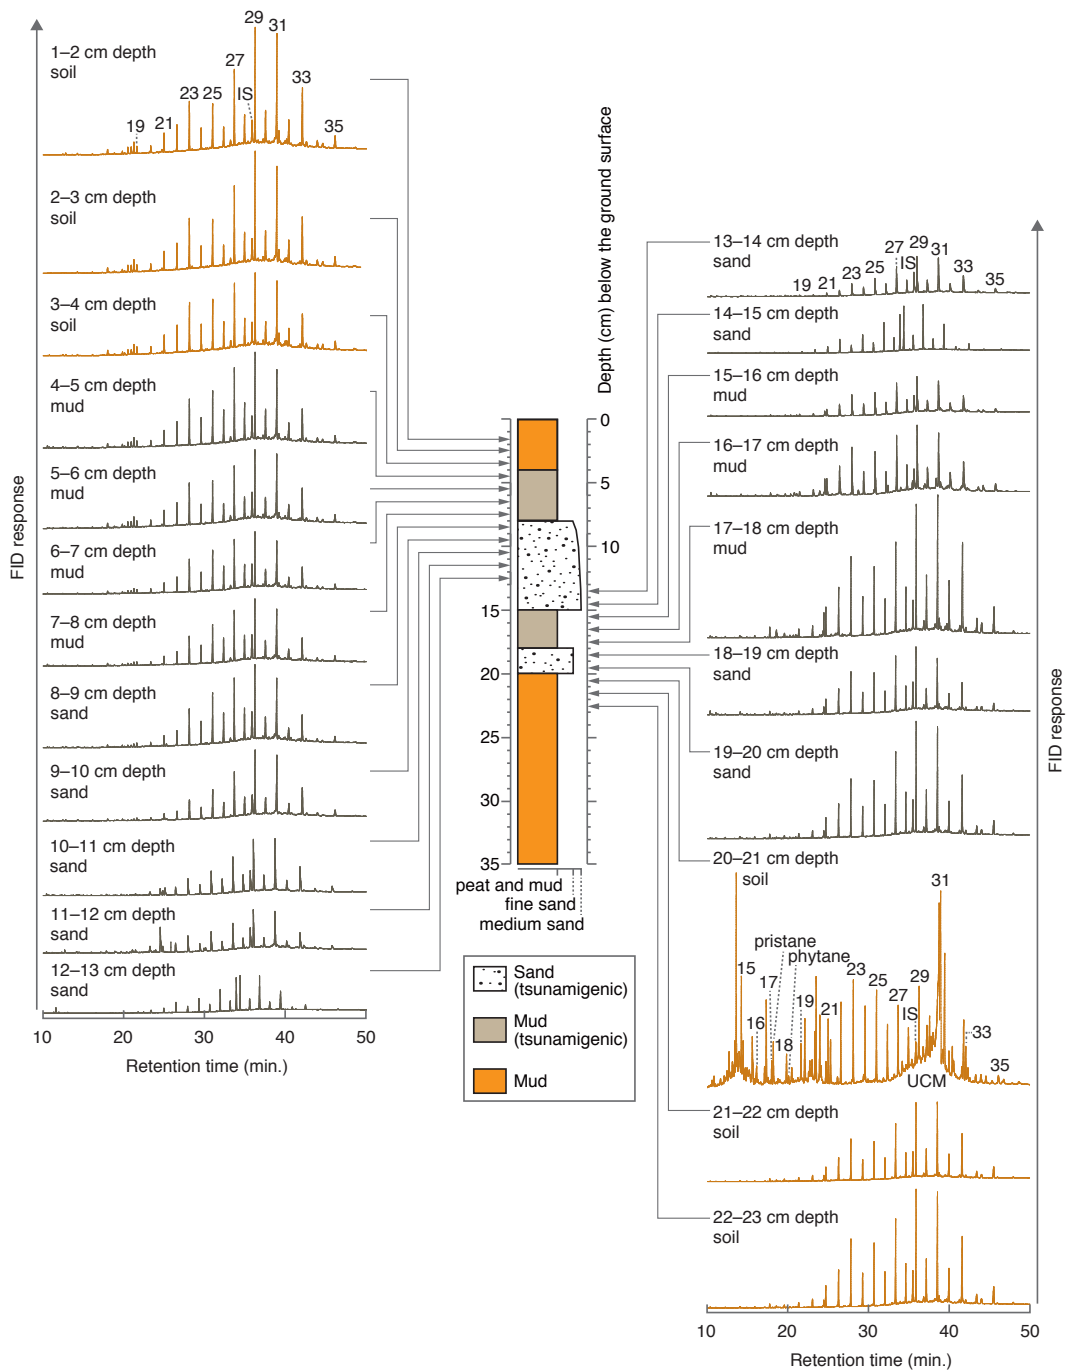 FID response
1–2 cm depth
soil
19
21
23
25
27
IS
29
31
33
35
10
20
30
40
50
2–3 cm depth
soil
3–4 cm depth
soil
4–5 cm depth
mud
5–6 cm depth
mud
6–7 cm depth
mud
7–8 cm depth
mud
8–9 cm depth
sand
9–10 cm depth
sand
10–11 cm depth
sand
11–12 cm depth
sand
12–13 cm depth
sand
10
20
30
40
50
Retention time (min.)
Depth (cm) below the ground surface
0
5
10
15
20
25
30
35
peat and mud
fine sand
medium sand
Sand
(tsunamigenic)
Mud
(tsunamigenic)
Mud
13–14 cm depth
sand
19
21
23
25
27
IS
29
31
33
35
14–15 cm depth
sand
15–16 cm depth
mud
16–17 cm depth
mud
17–18 cm depth
mud
18–19 cm depth
sand
19–20 cm depth
sand
20–21 cm depth
soil
15
16
17
pristane
18
phytane
19
21
23
25
27
IS
29
31
33
35
UCM
21–22 cm depth
soil
22–23 cm depth
soil
10
20
30
40
50
Retention time (min.)
FID response